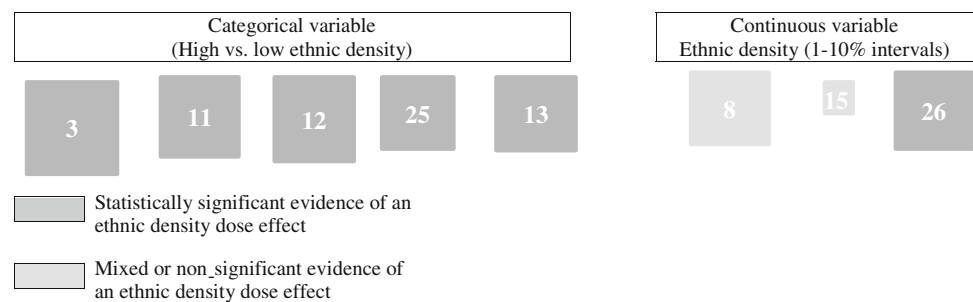 Categorical variable
(High vs. low ethnic density)
Continuous variable
Ethnic density (1-10% intervals)
3
11
12
25
13
8
15
26
Statistically significant evidence of an
ethnic density dose effect
Mixed or non_significant evidence of
an ethnic density dose effect